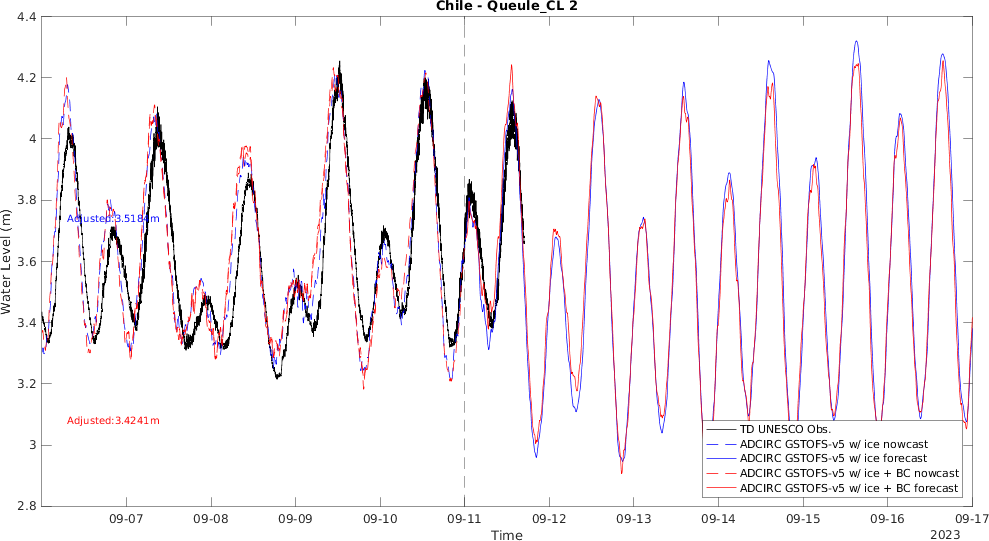 Chile - Queule_CL 2
4.4
4.2
4
3.8
3.6
3.4
3.2
3
2.8
Water Level (m)
Adjusted:3.5184m
Adjusted:3.4241m
TD UNESCO Obs.
ADCIRC GSTOFS-v5 w/ ice nowcast
ADCIRC GSTOFS-v5 w/ ice forecast
ADCIRC GSTOFS-v5 w/ ice + BC nowcast
ADCIRC GSTOFS-v5 w/ ice + BC forecast
09-07 09-08 09-09 09-10 09-11 09-12 09-13 09-14 09-15 09-16 09-17
Time
2023